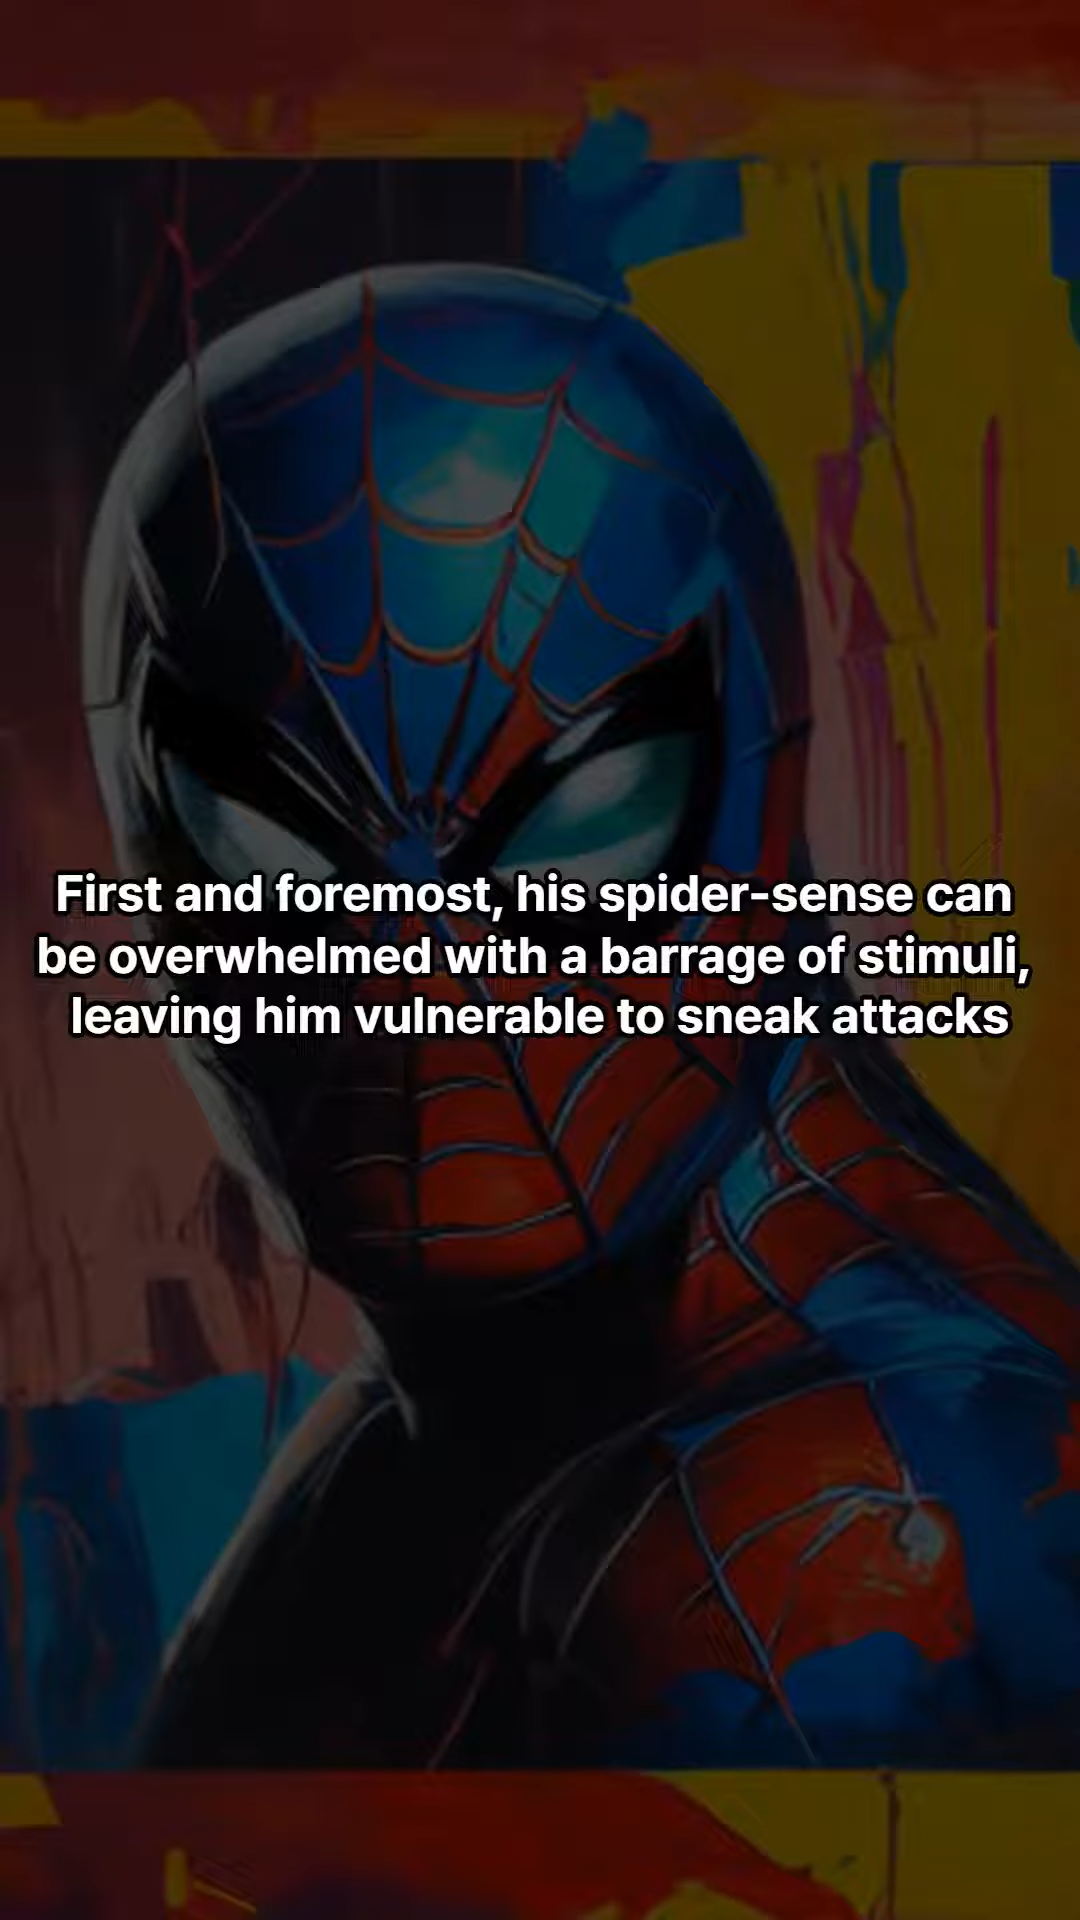 First and foremost, his spider-sense can
be overwhelmed with a barrage of stimuli,
leaving him vulnerable to sneak attacks